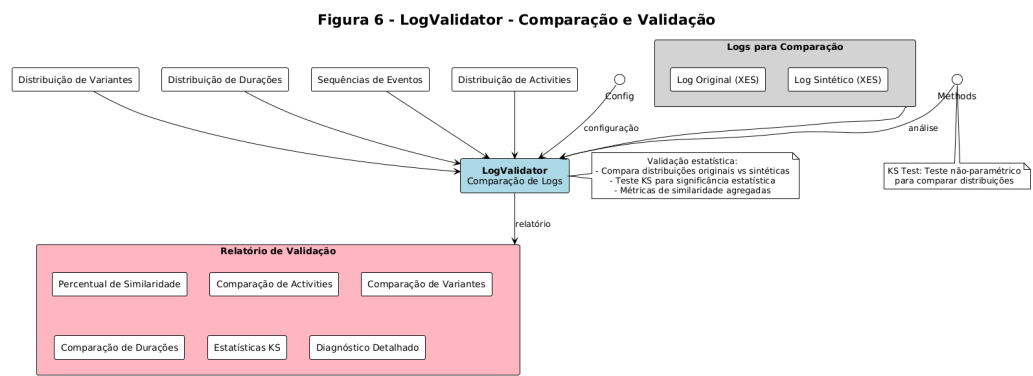 Figura 6 - LogValidator - Comparação e Validação
Logs para Comparação
Distribuição de Variantes
Distribuição de Durações
Sequências de Eventos
Distribuição de Activities
Config
Log Original (XES)
Log Sintético (XES)
Methods
configuração
análise
LogValidator
Comparação de Logs
Validação estatística:
- Compara distribuições originais vs sintéticas
- Teste KS para significância estatística
- Métricas de similaridade agregadas
KS Test: Teste não-paramétrico
para comparar distribuições
relatório
Relatório de Validação
Percentual de Similaridade
Comparação de Activities
Comparação de Variantes
Comparação de Durações
Estatísticas KS
Diagnóstico Detalhado